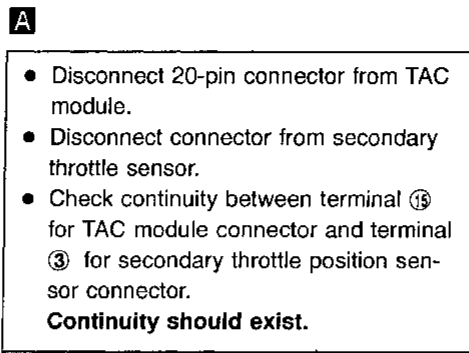 A
● Disconnect 20-pin connector from TAC
module.
● Disconnect connector from secondary
throttle sensor.
● Check continuity between terminal ⑮
for TAC module connector and terminal
③ for secondary throttle position sen-
sor connector.
Continuity should exist.